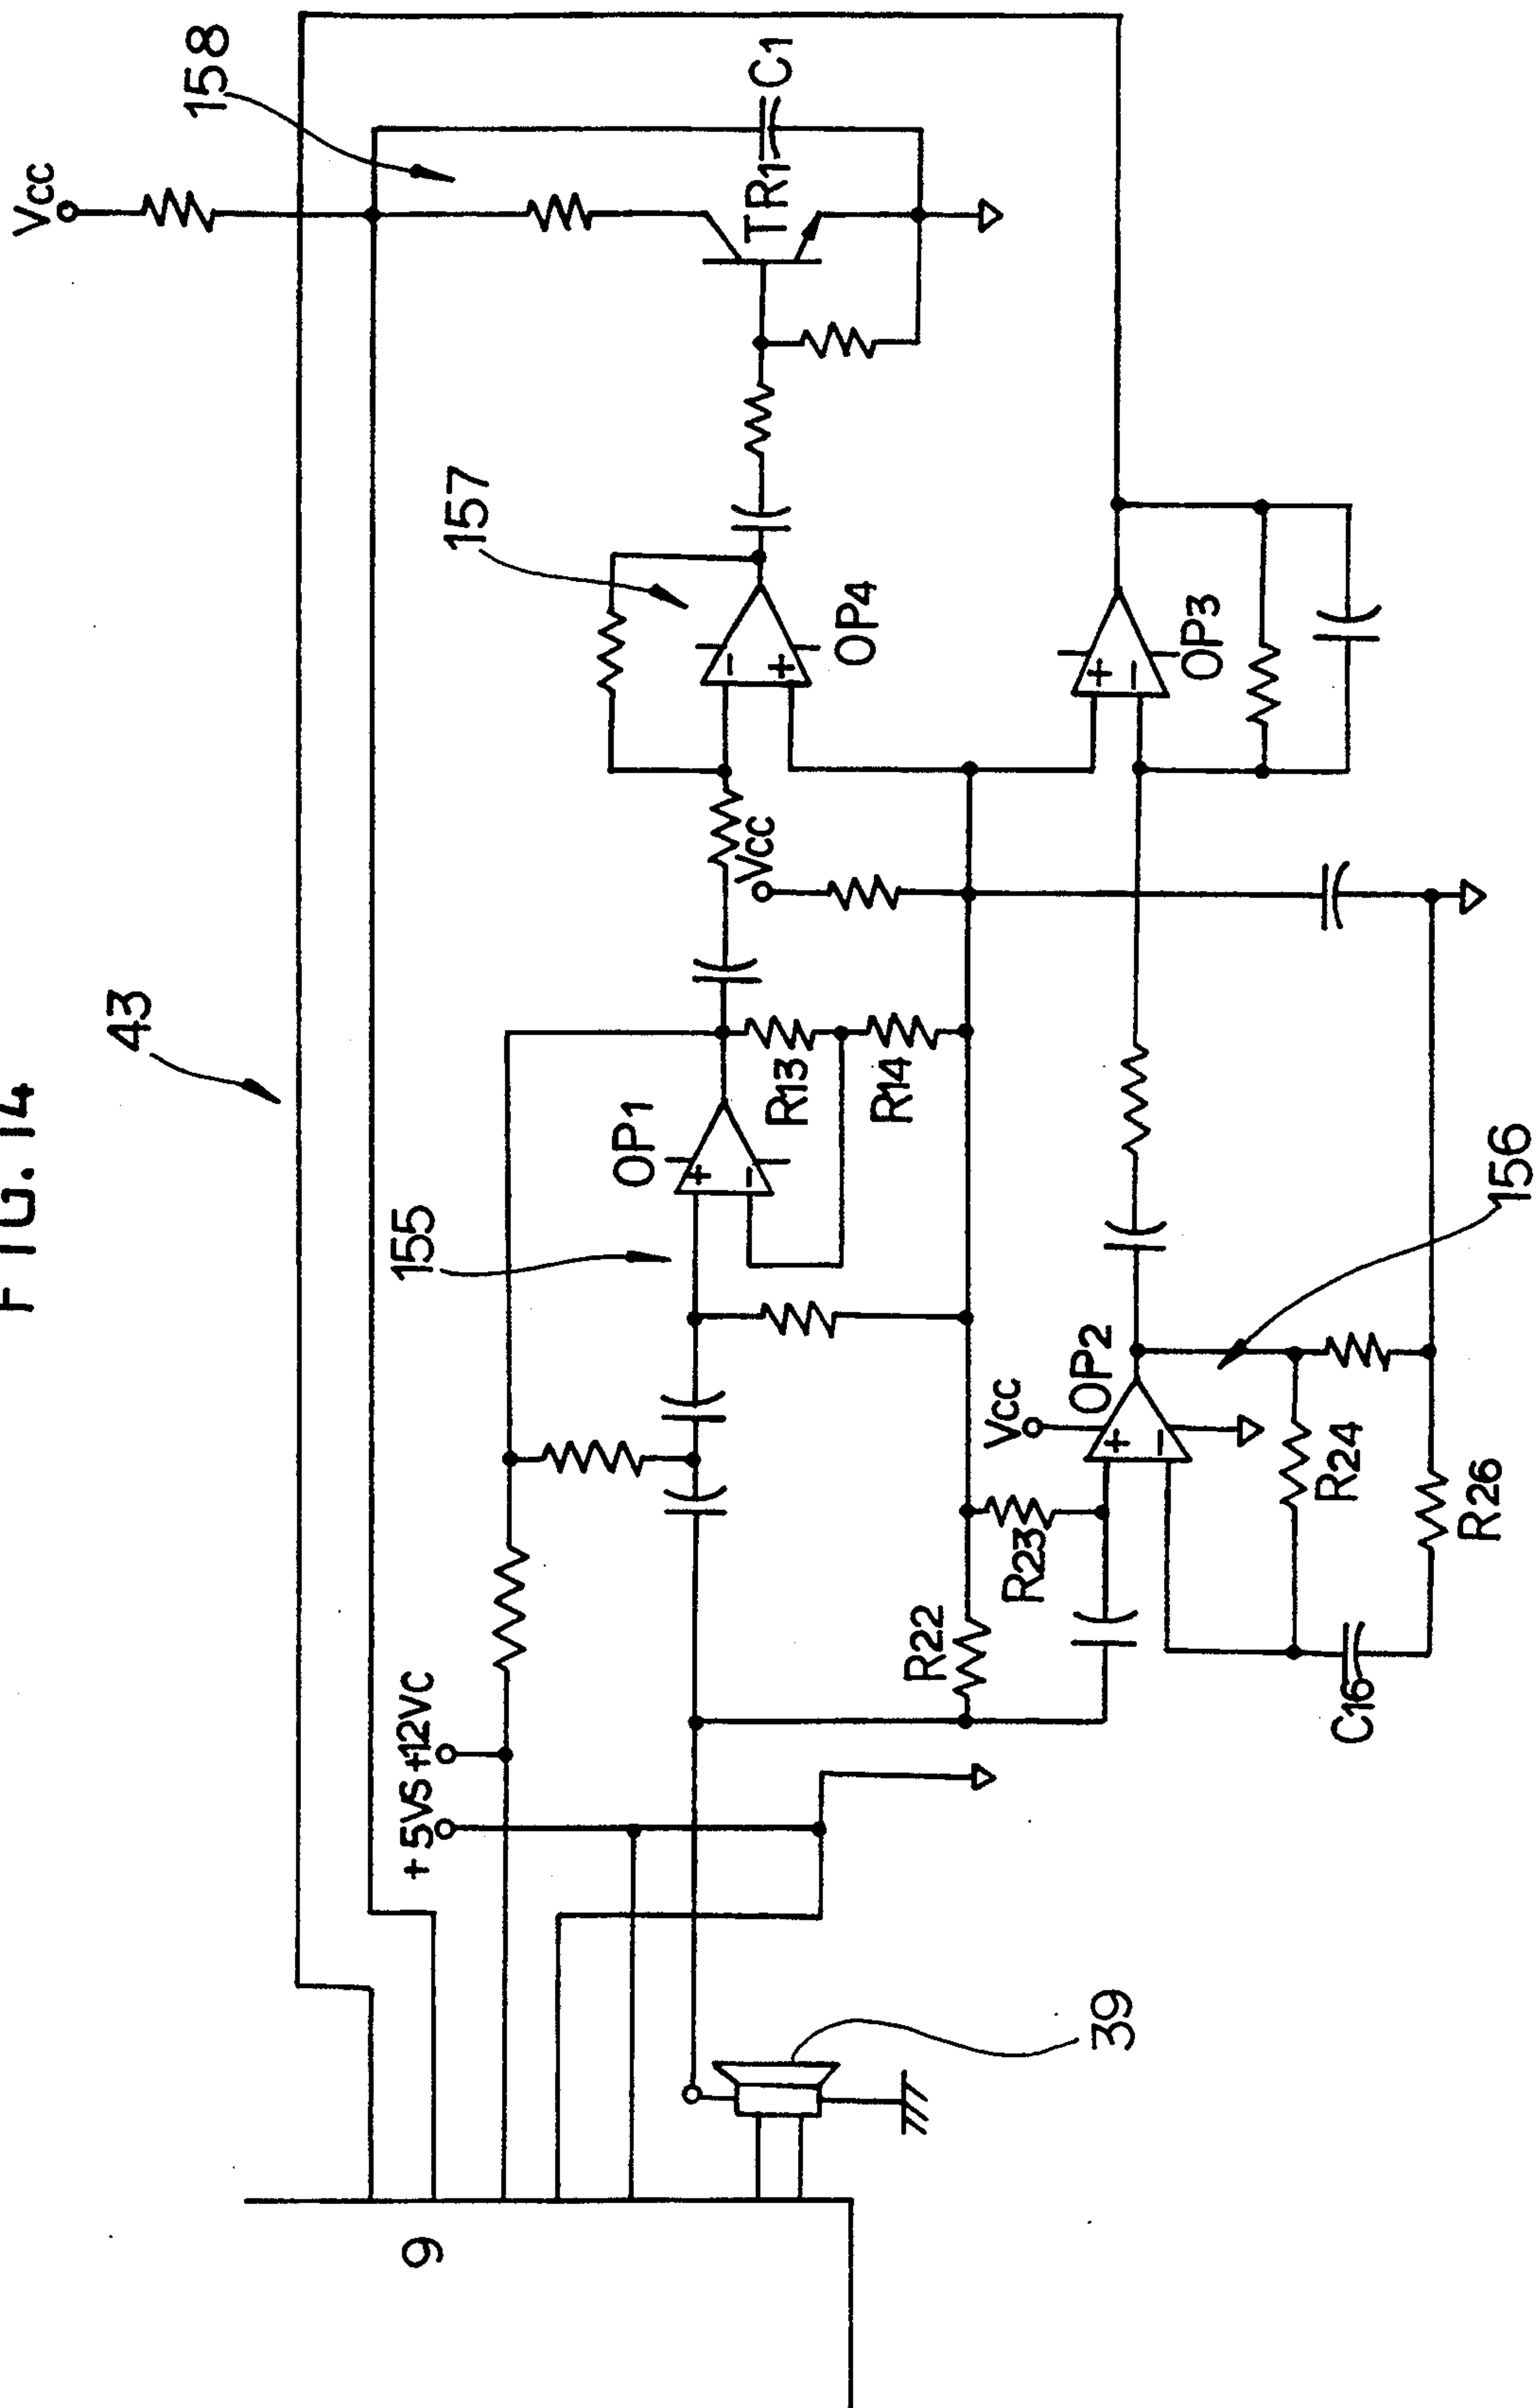 FIG. 14
43
158
Vcc
157
C1
TR1
155
OP1
OP4
Vcc
R13
R14
+5VS
+12VC
OP3
R22
R23
Vcc
OP2
R24
R26
C16
156
39
9
+
−
−
+
+
−
+
−